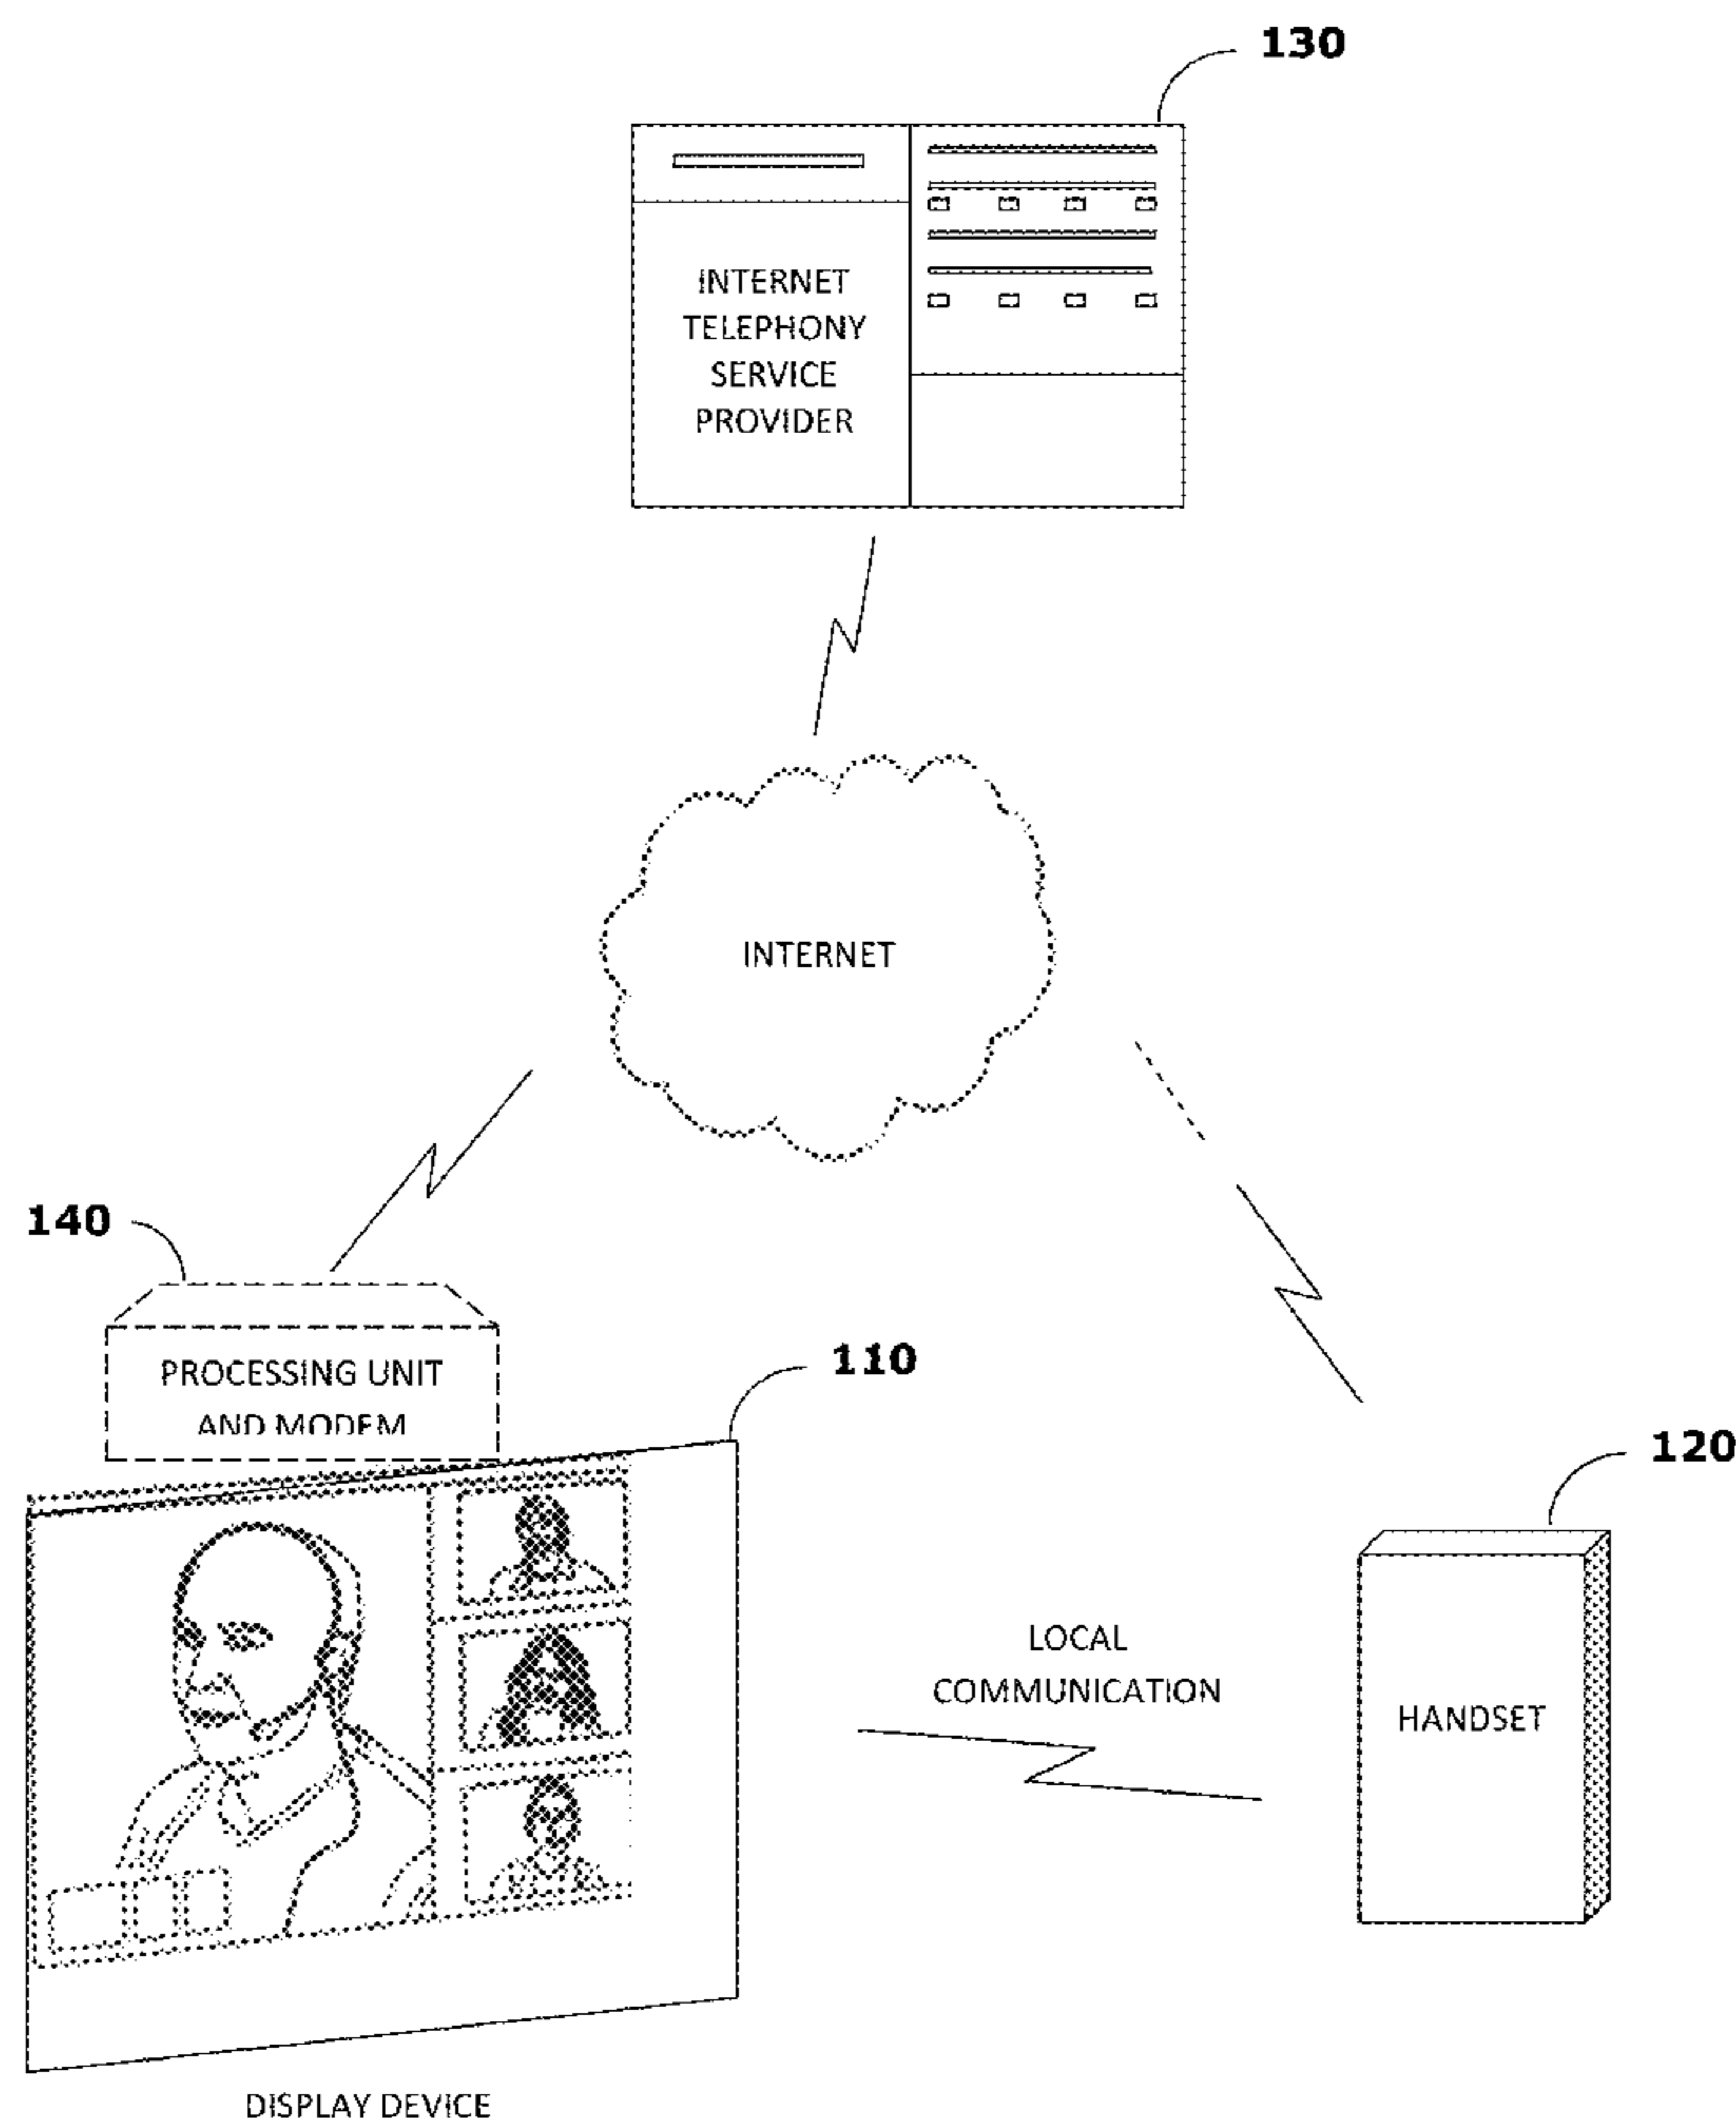 130
INTERNET
TELEPHONY
SERVICE
PROVIDER
INTERNET
140
PROCESSING UNIT
AND MODEM
110
120
LOCAL
COMMUNICATION
HANDSET
DISPLAY DEVICE